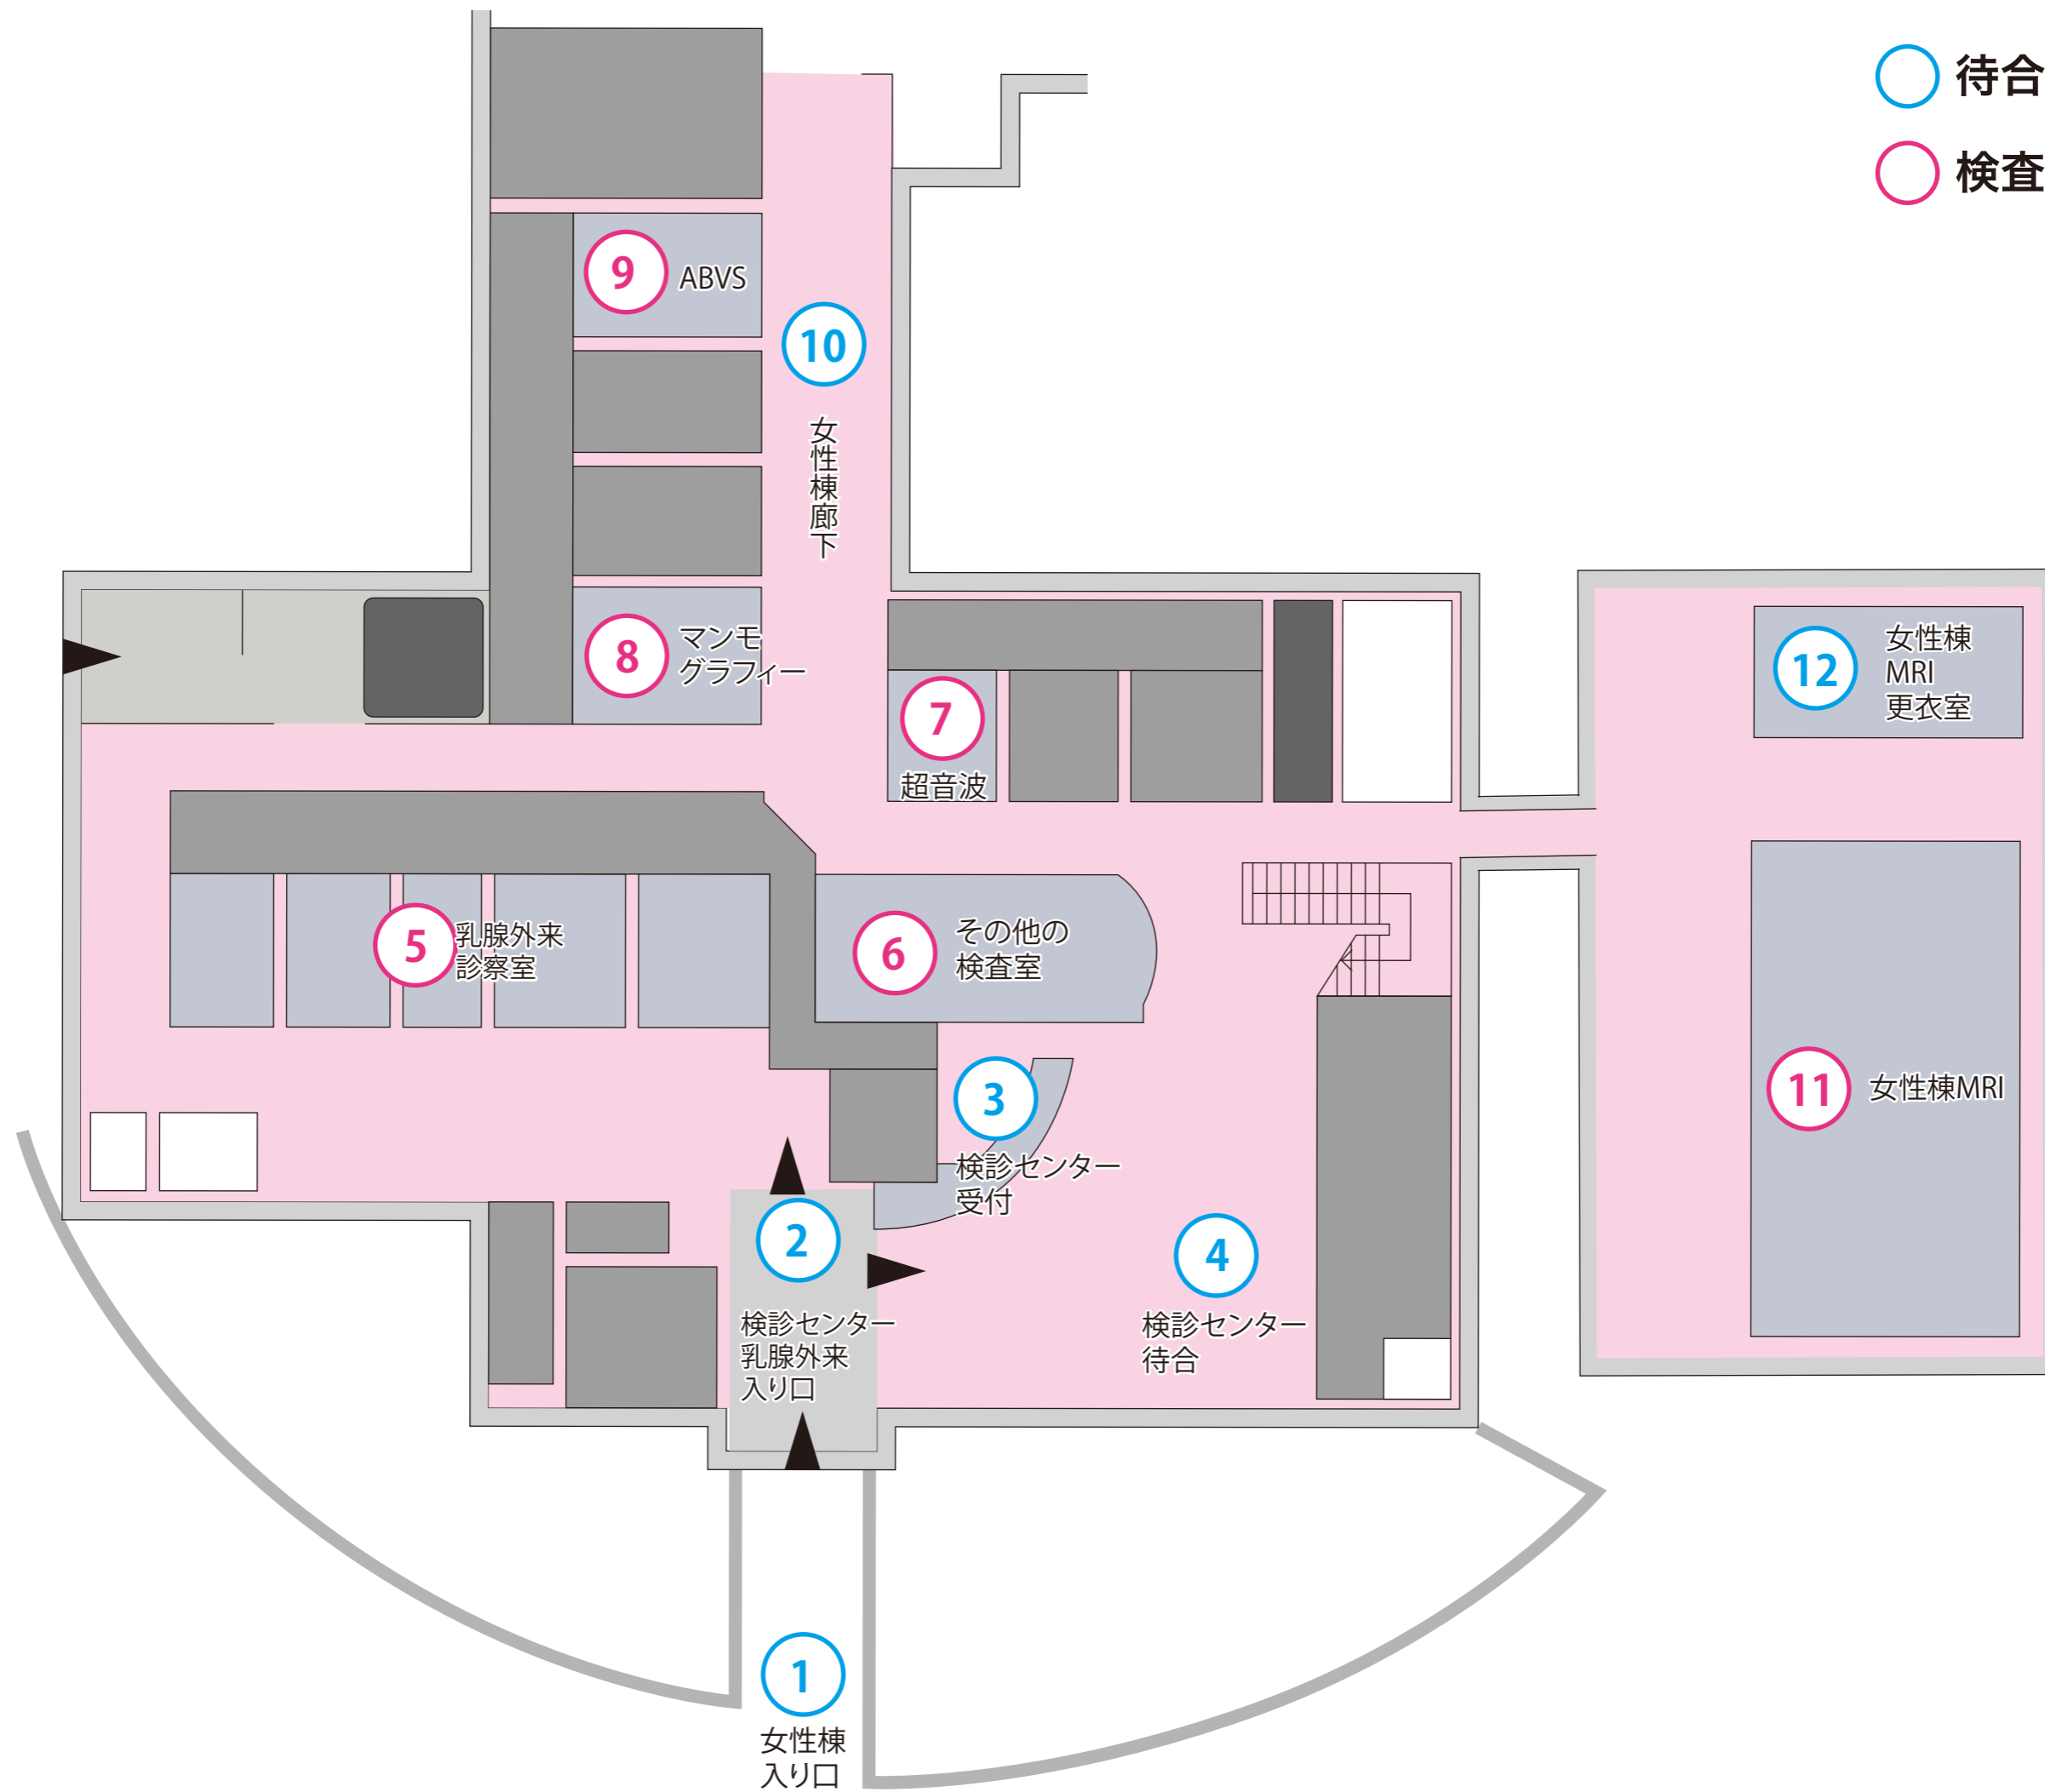 待合
検査
9
ABVS
10
女性棟廊下
8
マンモ
グラフィー
7
超音波
12
女性棟
MRI
更衣室
5
乳腺外来
診察室
6
その他の
検査室
3
検診センター
受付
11
女性棟MRI
2
検診センター
乳腺外来
入り口
4
検診センター
待合
1
女性棟
入り口